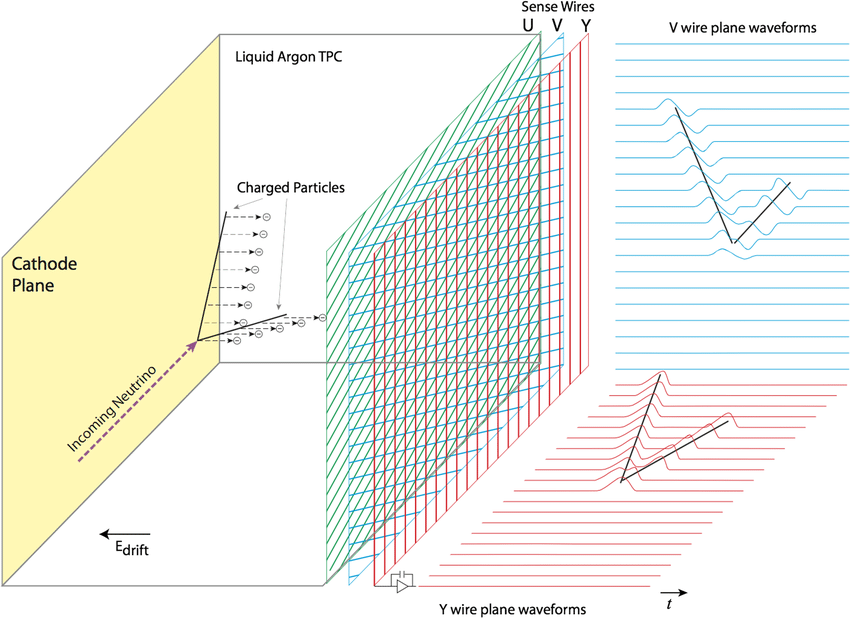 Sense Wires
U V Y
V wire plane waveforms
Liquid Argon TPC
Charged Particles
Cathode
Plane
Incoming Neutrino
Edrift
Y wire plane waveforms
t